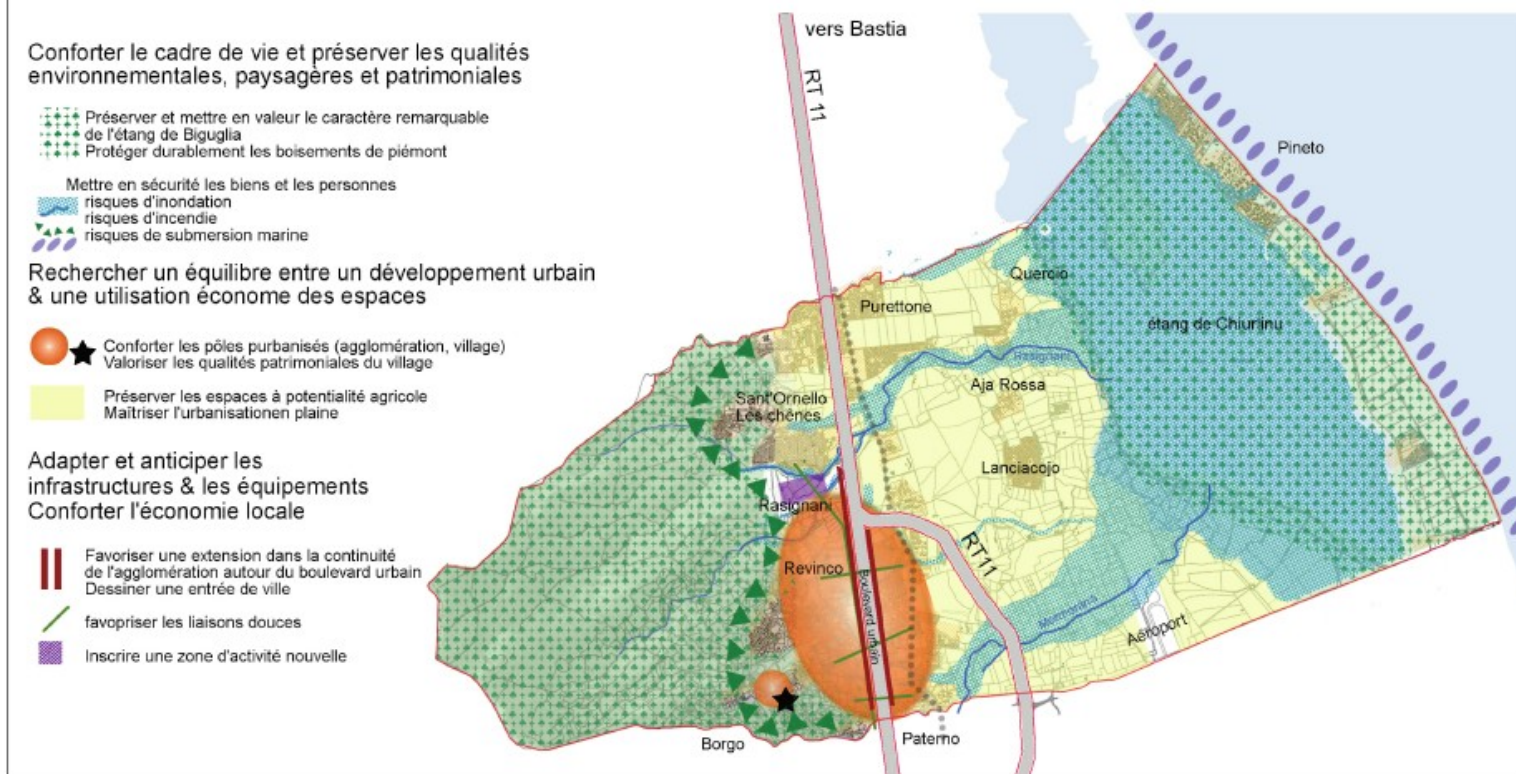 Conforter le cadre de vie et préserver les qualités
environnementales, paysagères et patrimoniales
Préserver et mettre en valeur le caractère remarquable
de l'étang de Biguglia
Protéger durablement les boisements de piémont
Mettre en sécurité les biens et les personnes
risques d'inondation
risques d'incendie
risques de submersion marine
Rechercher un équilibre entre un développement urbain
& une utilisation économe des espaces
Conforter les pôles purbanisés (agglomération, village)
Valoriser les qualités patrimoniales du village
Préserver les espaces à potentialité agricole
Maîtriser l'urbanisationen plaine
Adapter et anticiper les
infrastructures & les équipements
Conforter l'économie locale
Favoriser une extension dans la continuité
de l'agglomération autour du boulevard urbain
Dessiner une entrée de ville
favopriser les liaisons douces
Inscrire une zone d'activité nouvelle
vers Bastia
RT 11
Pineto
Quercio
Purettone
étang de Chiurlinu
Rasignani
Aja Rossa
Sant'Ornello
Les chênes
Lanciacojo
Rasignani
RT11
Revinco
Boulevard urbain
Aéroport
Borgo
Paterno